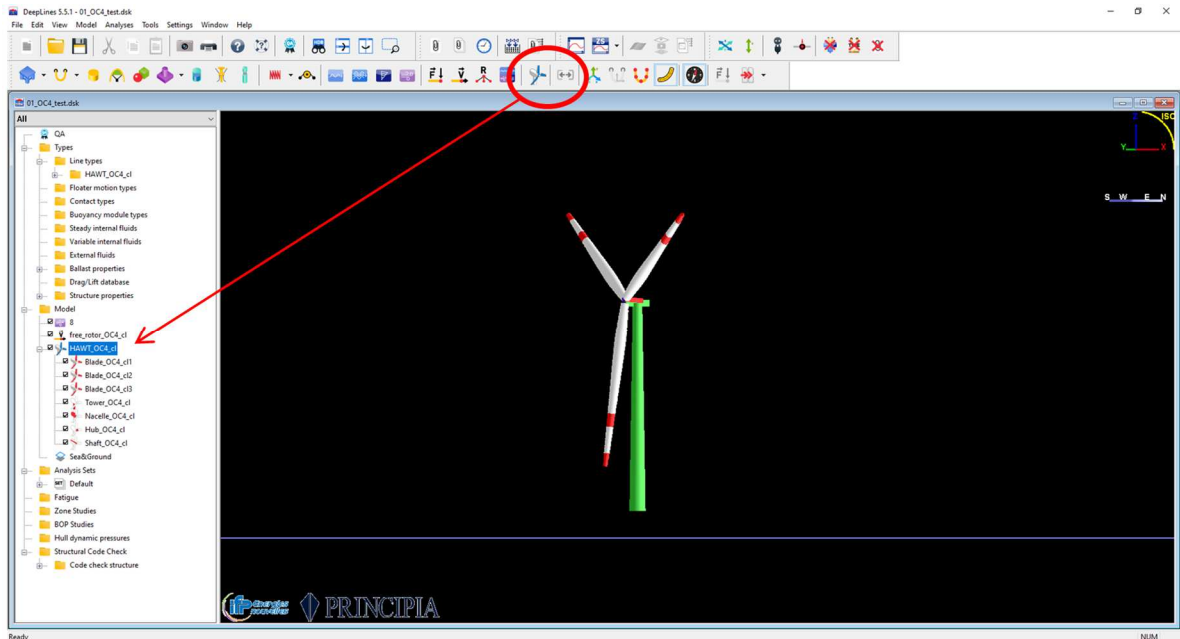 DeepLines 5.5.1 - 01_OC4_test.dsk
File Edit View Model Analyses Tools Settings Window Help
01_OC4_test.dsk
All
QA
Types
Line types
HAWT_OC4_cl
Floater motion types
Contact types
Buoyancy module types
Steady internal fluids
Variable internal fluids
External fluids
Ballast properties
Drag/Lift database
Structure properties
Model
8
free_rotor_OC4_cl
HAWT_OC4_cl
Blade_OC4_cl1
Blade_OC4_cl2
Blade_OC4_cl3
Tower_OC4_cl
Nacelle_OC4_cl
Hub_OC4_cl
Shaft_OC4_cl
Sea&Ground
Analysis Sets
SET Default
Fatigue
Zone Studies
BOP Studies
Hull dynamic pressures
Structural Code Check
Code check structure
Z ISO
Y X
S W E N
ifp Energies nouvelles PRINCIPIA
Ready NUM